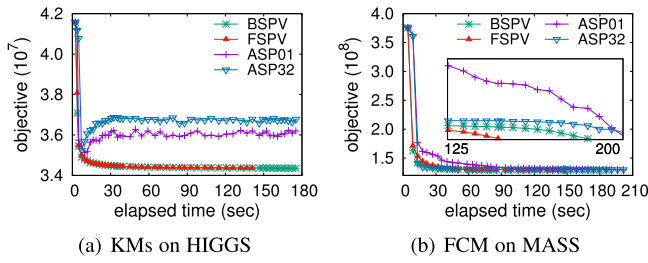 4.2
4.0
3.8
3.6
3.4
objective (10^7)
0 30 60 90 120 150 180
elapsed time (sec)
BSPV
FSPV
ASP01
ASP32
(a) KMs on HIGGS
4.0
3.5
3.0
2.5
2.0
1.5
objective (10^8)
0 30 60 90 120 150 180 210
elapsed time (sec)
BSPV ASP01
FSPV ASP32
125 200
(b) FCM on MASS